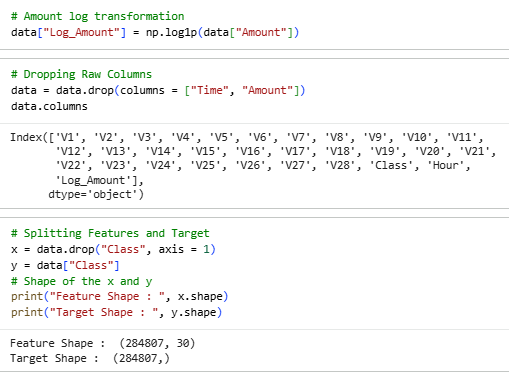 # Amount log transformation
data["Log_Amount"] = np.log1p(data["Amount"])
# Dropping Raw Columns
data = data.drop(columns = ["Time", "Amount"])
data.columns
Index(['V1', 'V2', 'V3', 'V4', 'V5', 'V6', 'V7', 'V8', 'V9', 'V10', 'V11',
'V12', 'V13', 'V14', 'V15', 'V16', 'V17', 'V18', 'V19', 'V20', 'V21',
'V22', 'V23', 'V24', 'V25', 'V26', 'V27', 'V28', 'Class', 'Hour',
'Log_Amount'],
dtype='object')
# Splitting Features and Target
x = data.drop("Class", axis = 1)
y = data["Class"]
# Shape of the x and y
print("Feature Shape : ", x.shape)
print("Target Shape : ", y.shape)
Feature Shape :  (284807, 30)
Target Shape :  (284807,)